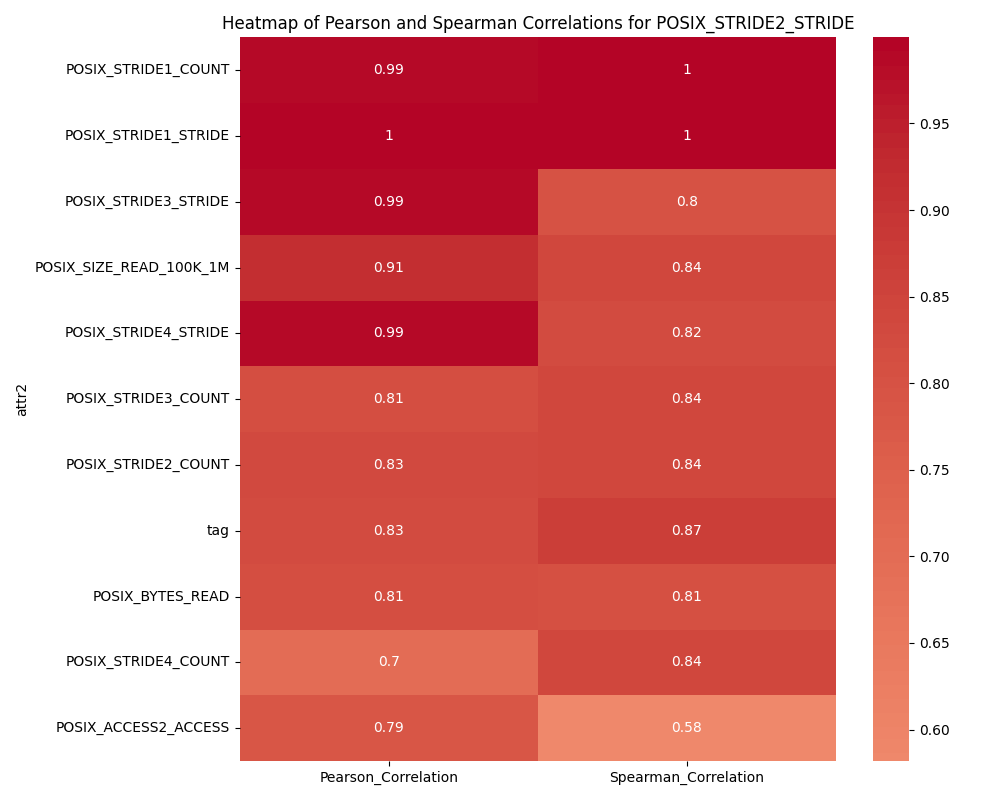 Heatmap of Pearson and Spearman Correlations for POSIX_STRIDE2_STRIDE
POSIX_STRIDE1_COUNT 0.99 1
POSIX_STRIDE1_STRIDE 1 1
POSIX_STRIDE3_STRIDE 0.99 0.8
POSIX_SIZE_READ_100K_1M 0.91 0.84
POSIX_STRIDE4_STRIDE 0.99 0.82
POSIX_STRIDE3_COUNT 0.81 0.84
POSIX_STRIDE2_COUNT 0.83 0.84
tag 0.83 0.87
POSIX_BYTES_READ 0.81 0.81
POSIX_STRIDE4_COUNT 0.7 0.84
POSIX_ACCESS2_ACCESS 0.79 0.58
attr2
Pearson_Correlation Spearman_Correlation
0.95
0.90
0.85
0.80
0.75
0.70
0.65
0.60